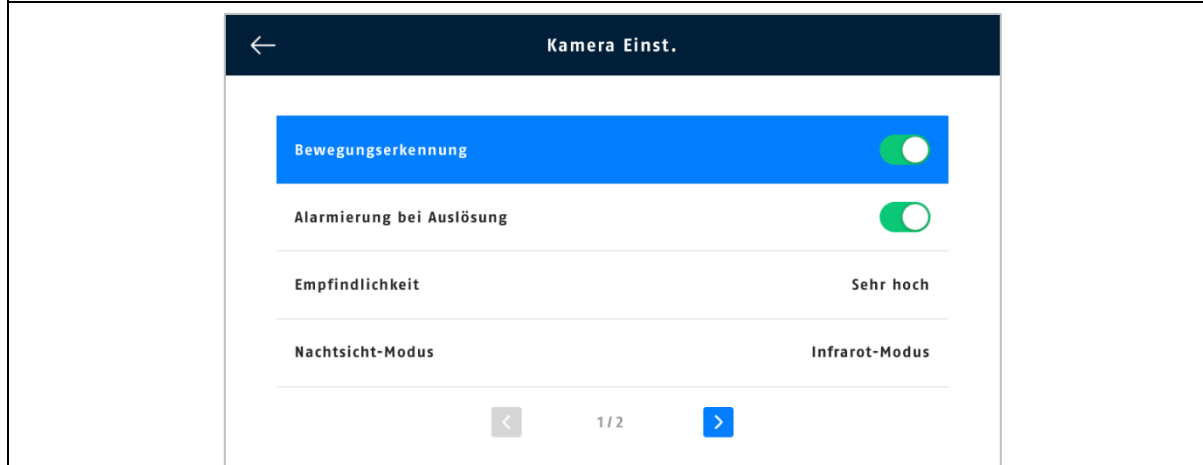 Kamera Einst.
Bewegungserkennung
Alarmierung bei Auslösung
Empfindlichkeit Sehr hoch
Nachtsicht-Modus Infrarot-Modus
1 / 2